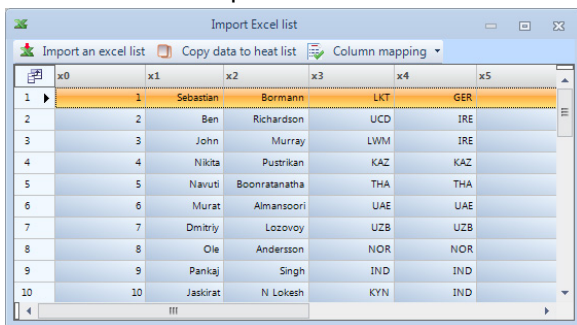 Import Excel list
Import an excel list Copy data to heat list Column mapping
x0 x1 x2 x3 x4 x5
1 1 Sebastian Bormann LKT GER
2 2 Ben Richardson UCD IRE
3 3 John Murray LWM IRE
4 4 Nikita Pustrikan KAZ KAZ
5 5 Navuti Boonratanatha THA THA
6 6 Murat Almansoori UAE UAE
7 7 Dmitriy Lozovoy UZB UZB
8 8 Ole Andersson NOR NOR
9 9 Pankaj Singh IND IND
10 10 Jaskirat N Lokesh KYN IND